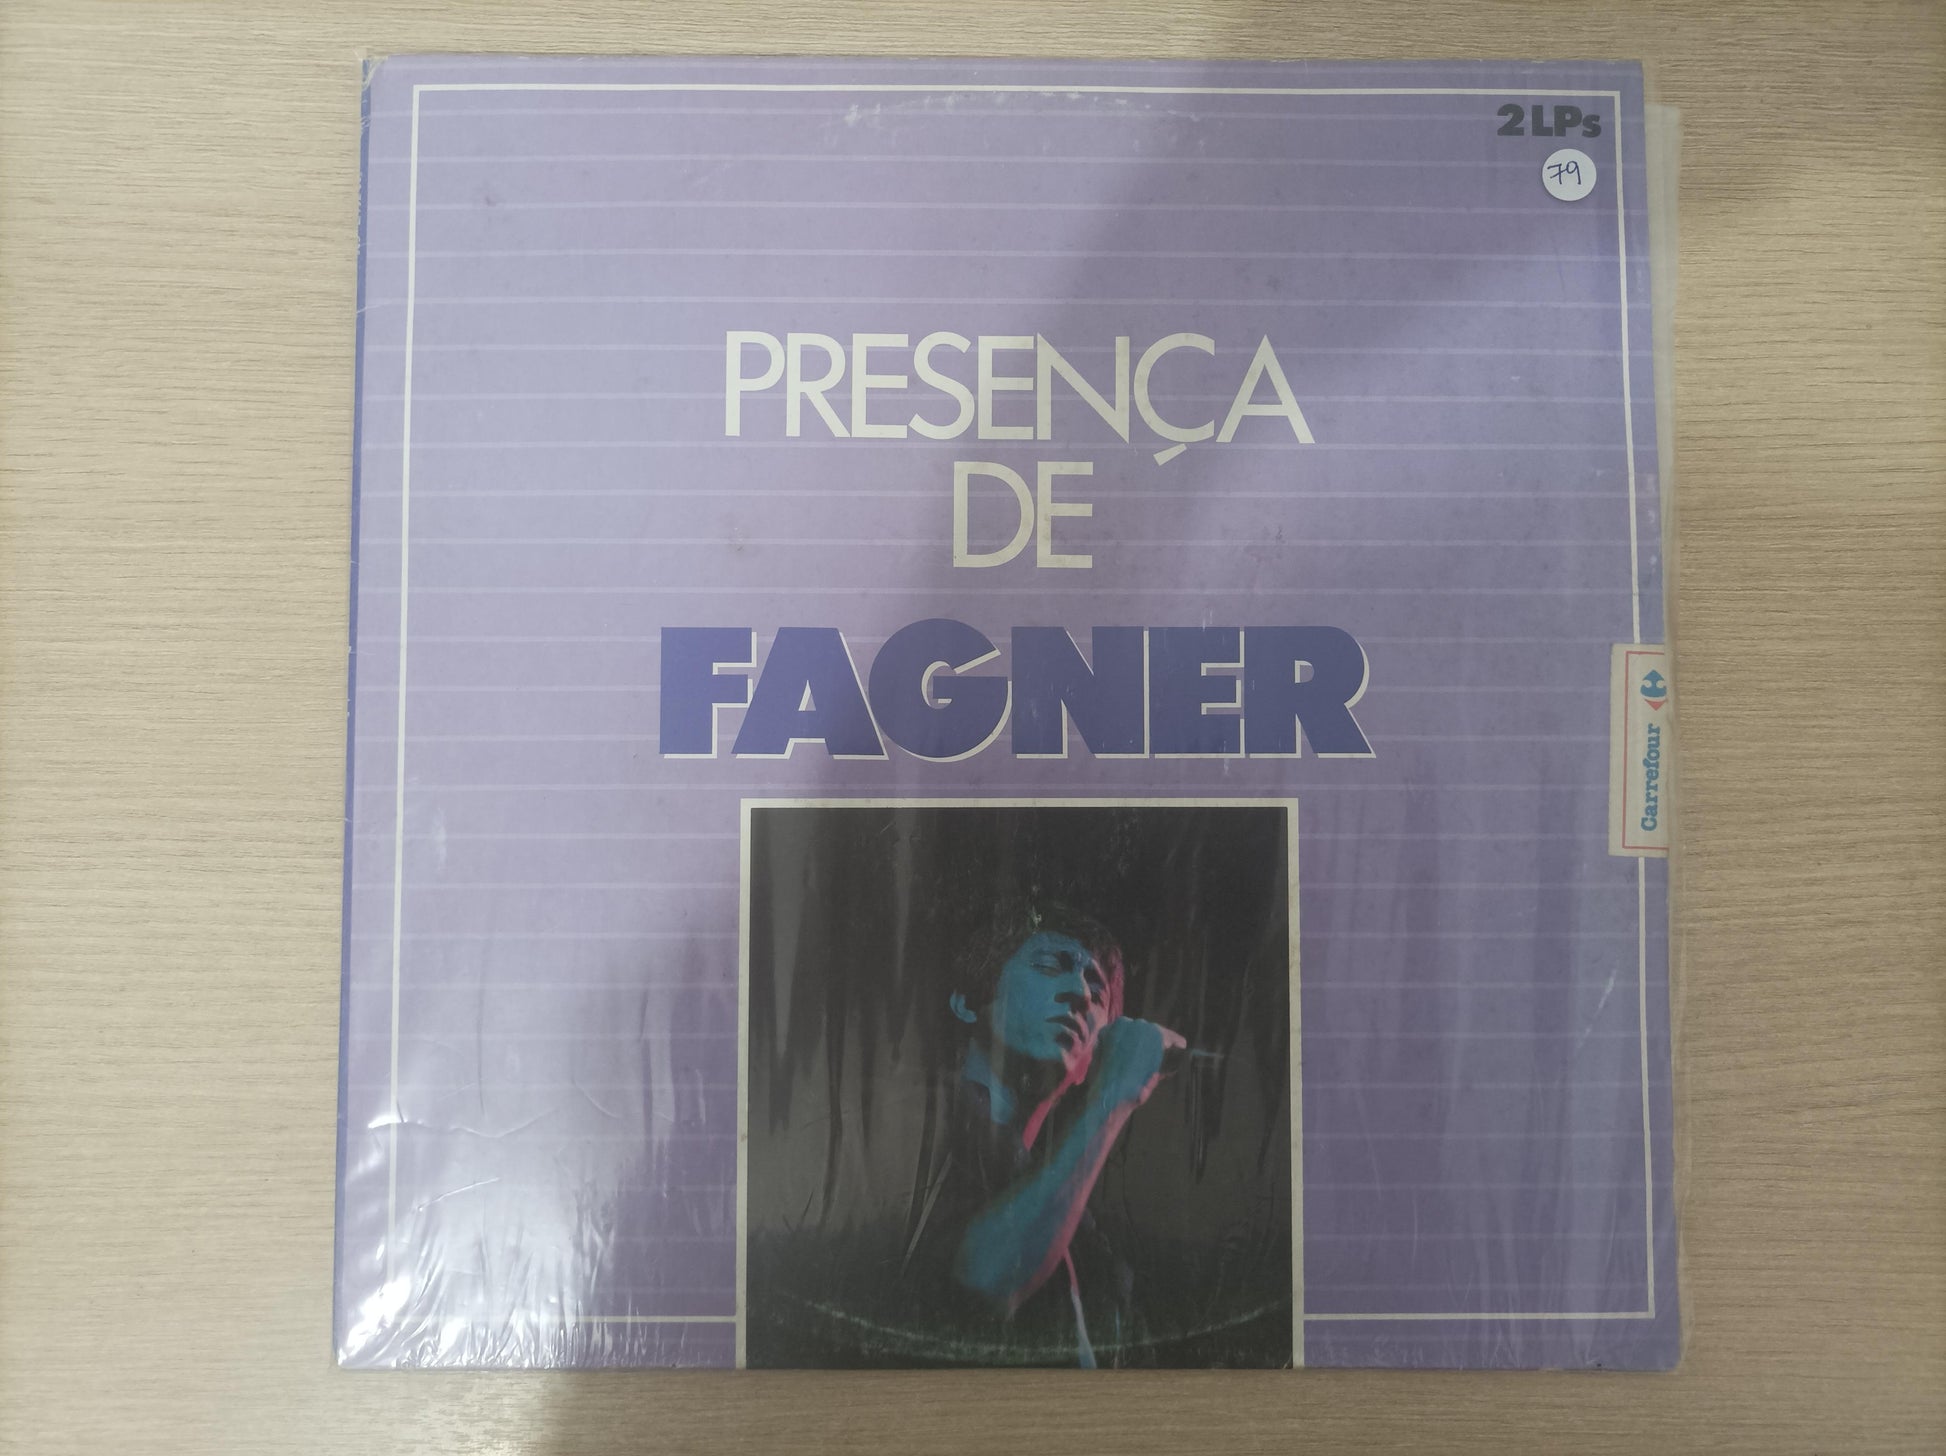 2 LPs
79
PRESENÇA
DE
FAGNER
Carrefour